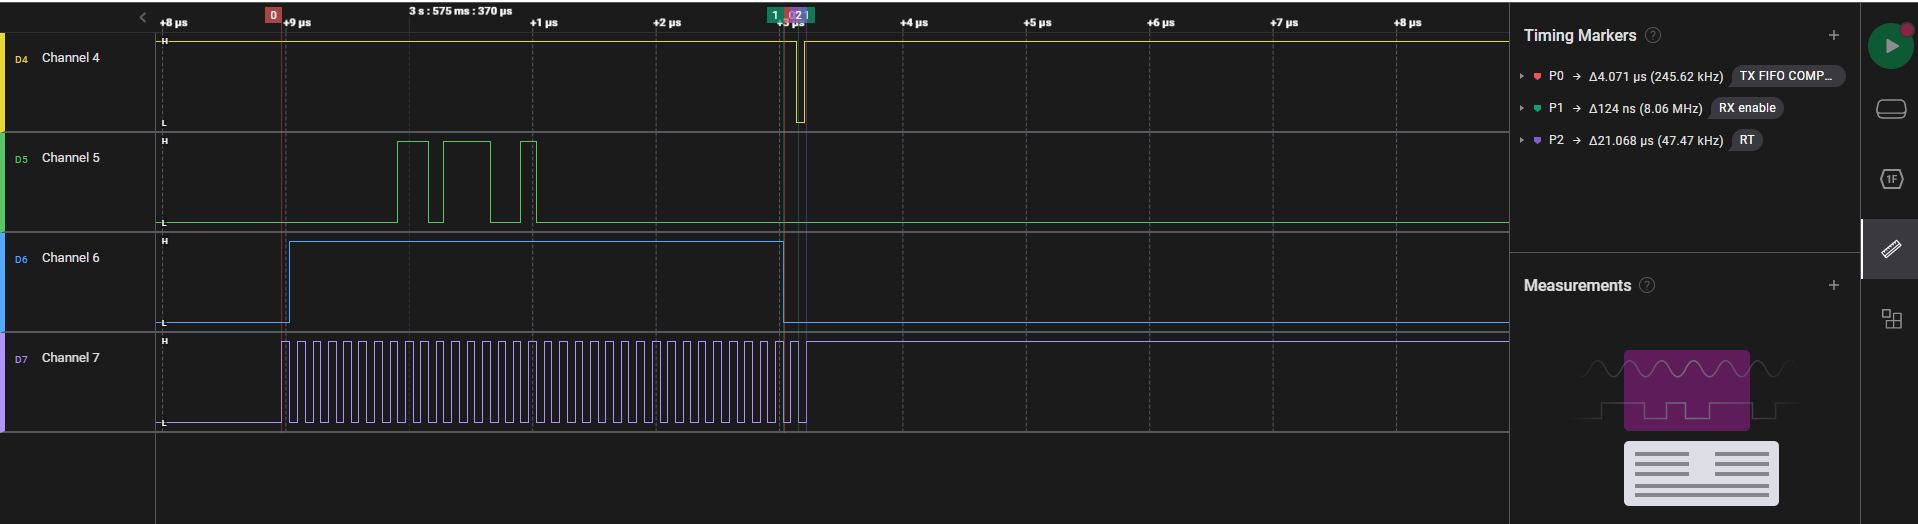 3 s : 575 ms : 370 µs
+8 µs +9 µs +1 µs +2 µs +3 µs +4 µs +5 µs +6 µs +7 µs +8 µs
0 1 2 1
D4 Channel 4
H
L
D5 Channel 5
H
L
D6 Channel 6
H
L
D7 Channel 7
H
L
Timing Markers ? +
P0 → Δ4.071 µs (245.62 kHz) TX FIFO COMP...
P1 → Δ124 ns (8.06 MHz) RX enable
P2 → Δ21.068 µs (47.47 kHz) RT
Measurements ? +
1F